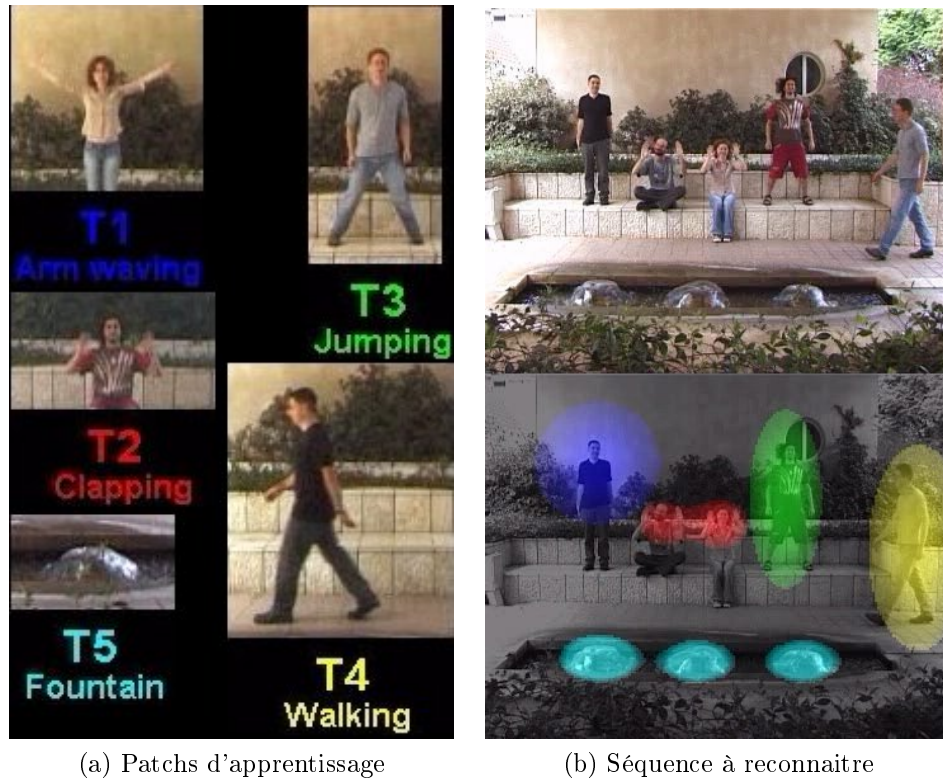 T1
Arm waving
T3
Jumping
T2
Clapping
T5
Fountain
T4
Walking
(a) Patchs d'apprentissage
(b) Séquence à reconnaitre